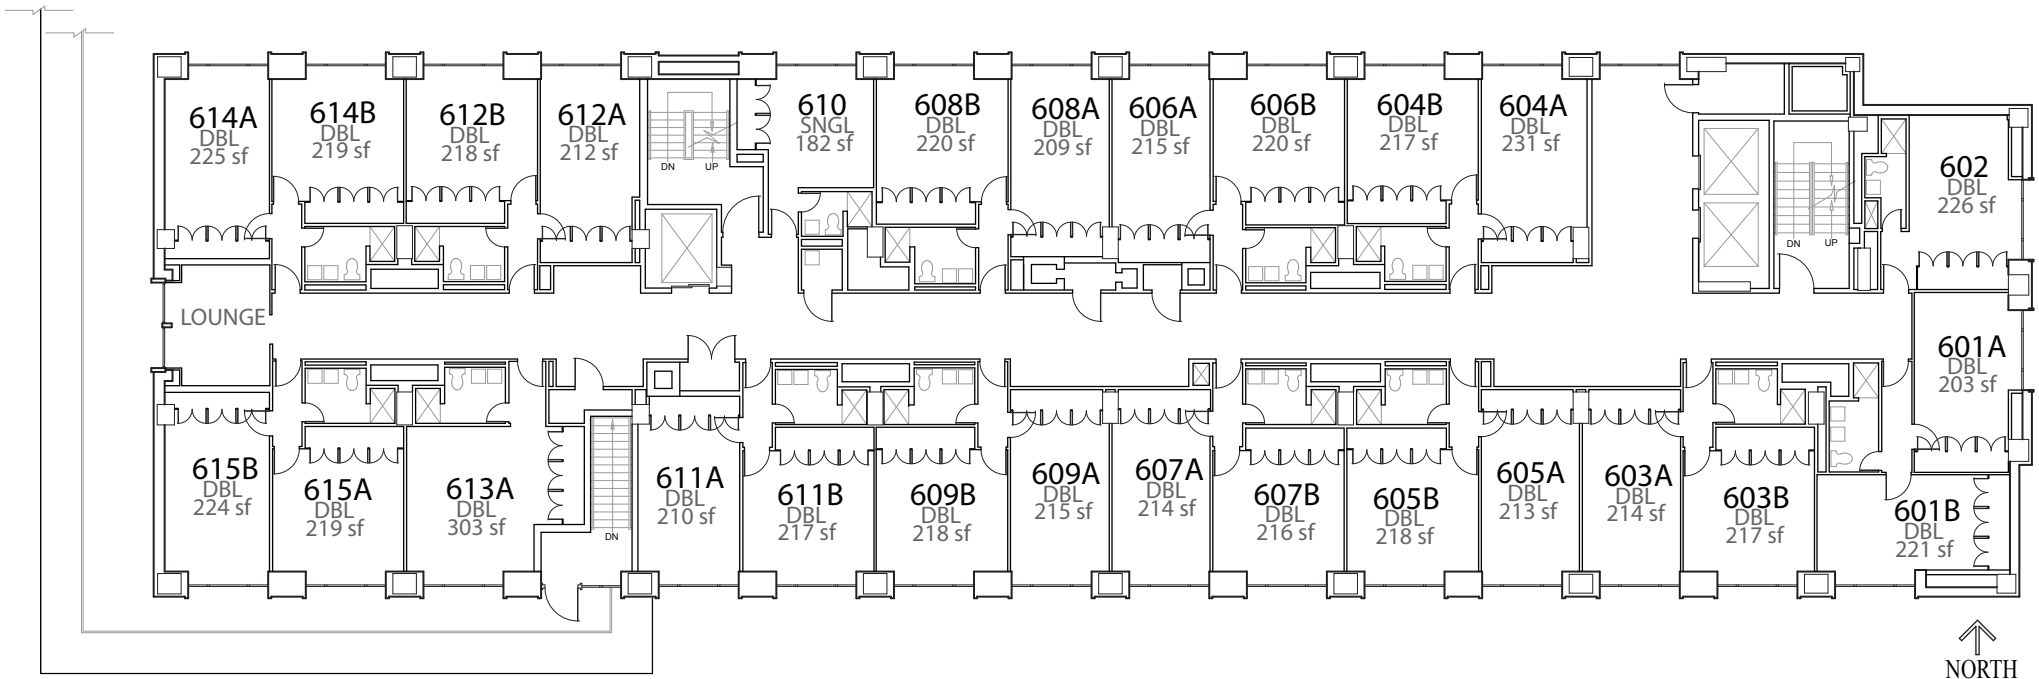 614A
DBL
225 sf
614B
DBL
219 sf
612B
DBL
218 sf
612A
DBL
212 sf
DN
UP
610
SNGL
182 sf
608B
DBL
220 sf
608A
DBL
209 sf
606A
DBL
215 sf
606B
DBL
220 sf
604B
DBL
217 sf
604A
DBL
231 sf
DN
UP
602
DBL
226 sf
LOUNGE
601A
DBL
203 sf
615B
DBL
224 sf
615A
DBL
219 sf
613A
DBL
303 sf
DN
611A
DBL
210 sf
611B
DBL
217 sf
609B
DBL
218 sf
609A
DBL
215 sf
607A
DBL
214 sf
607B
DBL
216 sf
605B
DBL
218 sf
605A
DBL
213 sf
603A
DBL
214 sf
603B
DBL
217 sf
601B
DBL
221 sf
NORTH